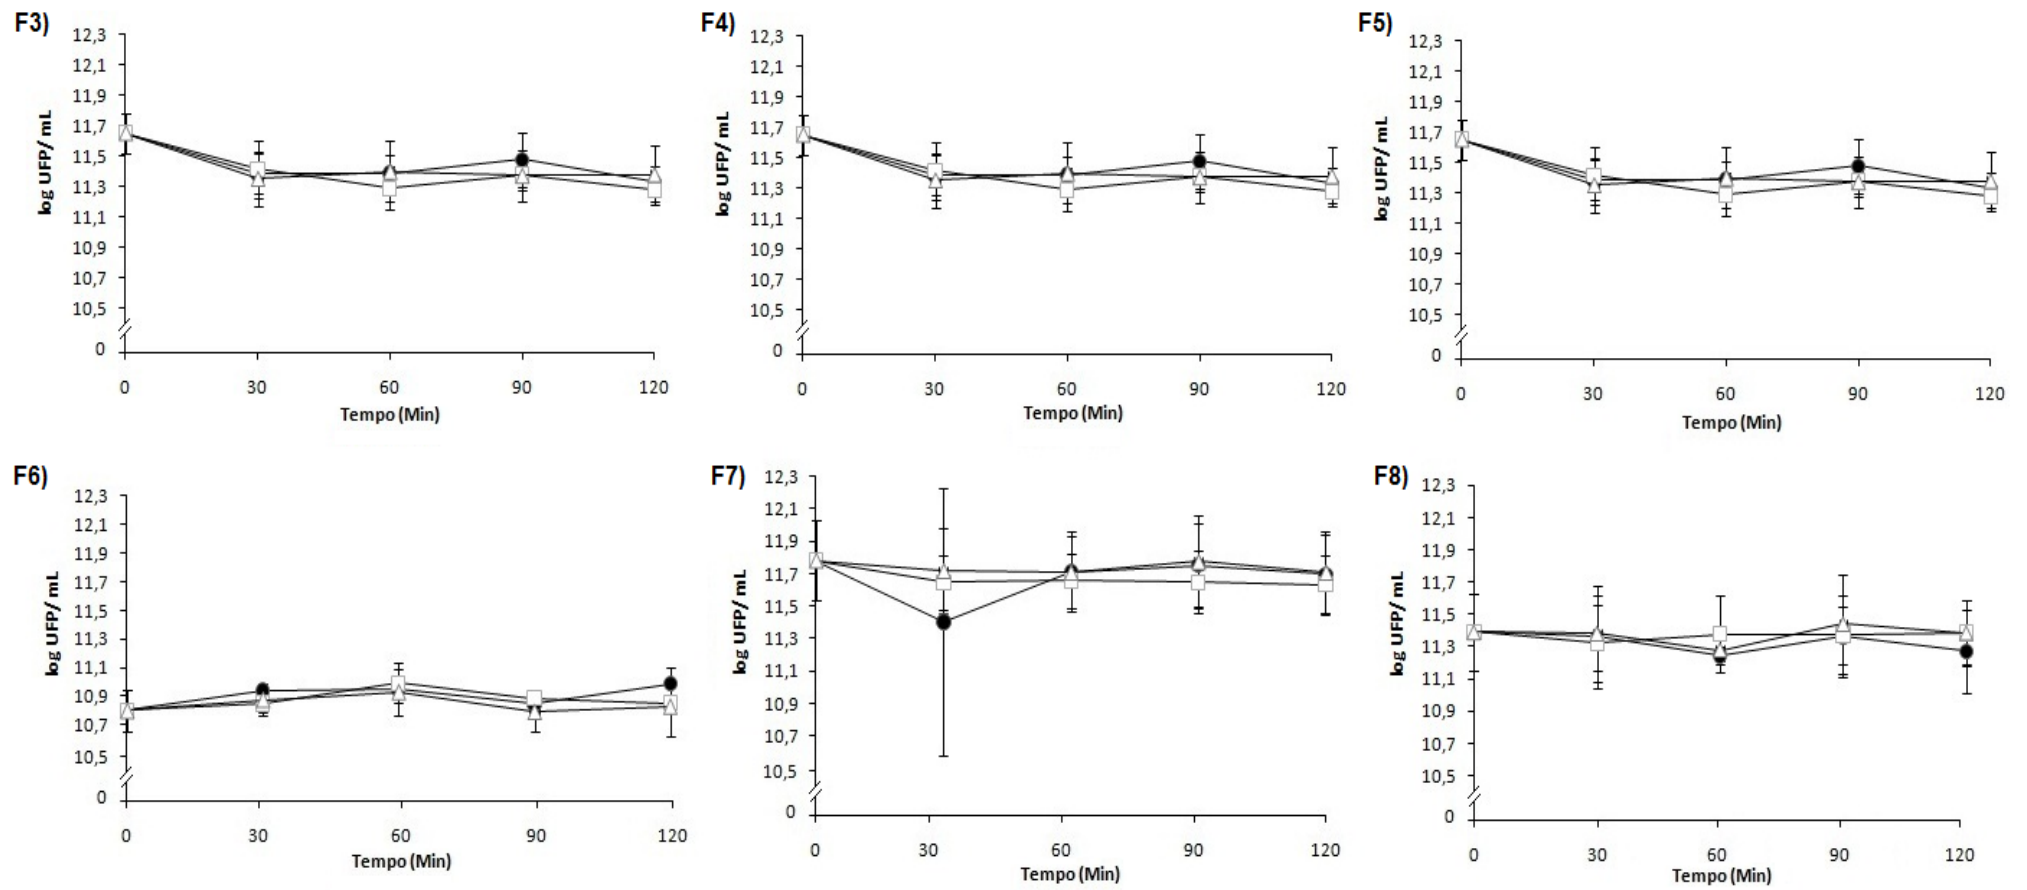 F3)
12,3
12,1
11,9
11,7
11,5
11,3
11,1
10,9
10,7
10,5
0
log UFP/ mL
0 30 60 90 120
Tempo (Min)
F4)
12,3
12,1
11,9
11,7
11,5
11,3
11,1
10,9
10,7
10,5
0
log UFP/ mL
0 30 60 90 120
Tempo (Min)
F5)
12,3
12,1
11,9
11,7
11,5
11,3
11,1
10,9
10,7
10,5
0
log UFP/ mL
0 30 60 90 120
Tempo (Min)
F6)
12,3
12,1
11,9
11,7
11,5
11,3
11,1
10,9
10,7
10,5
0
log UFP/ mL
0 30 60 90 120
Tempo (Min)
F7)
12,3
12,1
11,9
11,7
11,5
11,3
11,1
10,9
10,7
10,5
0
log UFP/ mL
0 30 60 90 120
Tempo (Min)
F8)
12,3
12,1
11,9
11,7
11,5
11,3
11,1
10,9
10,7
10,5
0
log UFP/ mL
0 30 60 90 120
Tempo (Min)